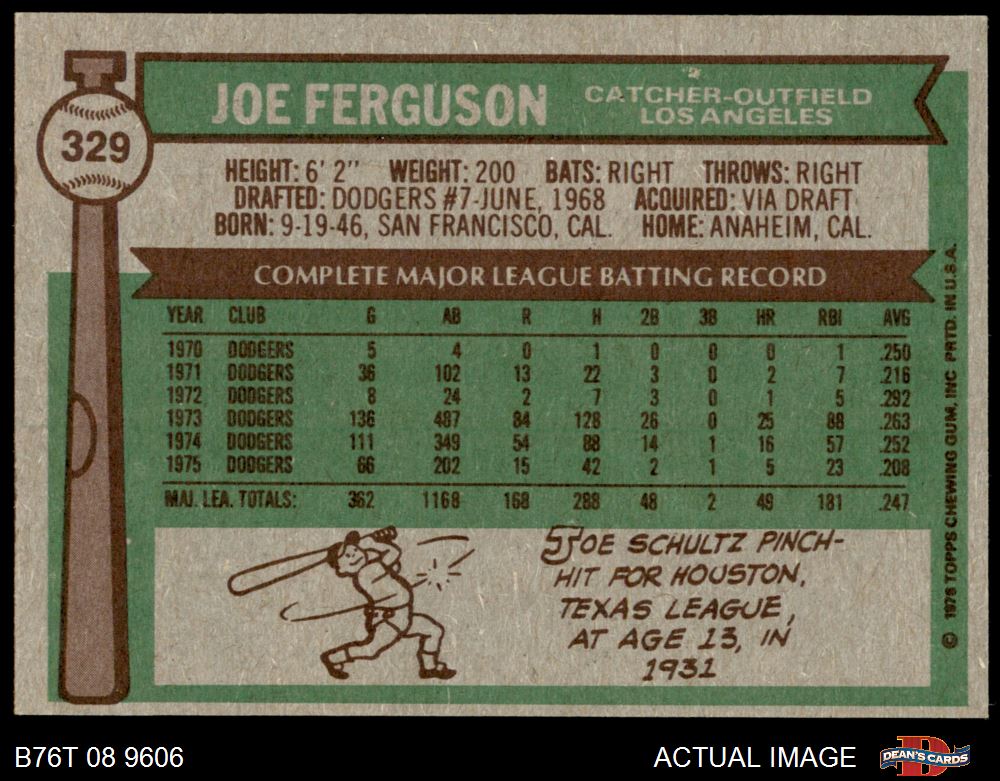 329
JOE FERGUSON
CATCHER-OUTFIELD
LOS ANGELES
HEIGHT: 6' 2" WEIGHT: 200 BATS: RIGHT THROWS: RIGHT
DRAFTED: DODGERS #7-JUNE, 1968 ACQUIRED: VIA DRAFT
BORN: 9-19-46, SAN FRANCISCO, CAL. HOME: ANAHEIM, CAL.
COMPLETE MAJOR LEAGUE BATTING RECORD
YEAR CLUB G AB R H 2B 3B HR RBI AVG
1970 DODGERS 5 4 0 1 0 0 0 1 .250
1971 DODGERS 36 102 13 22 3 0 2 7 .216
1972 DODGERS 8 24 2 7 3 0 1 5 .292
1973 DODGERS 136 487 84 128 26 0 25 88 .263
1974 DODGERS 111 349 54 88 14 1 16 57 .252
1975 DODGERS 66 202 15 42 2 1 5 23 .208
MAJ. LEA. TOTALS: 362 1168 168 288 48 2 49 181 .247
JOE SCHULTZ PINCH-
HIT FOR HOUSTON,
TEXAS LEAGUE,
AT AGE 13, IN
1931
© 1976 TOPPS CHEWING GUM, INC PRTD. IN U.S.A.
B76T 08 9606
ACTUAL IMAGE
DEAN'S CARDS